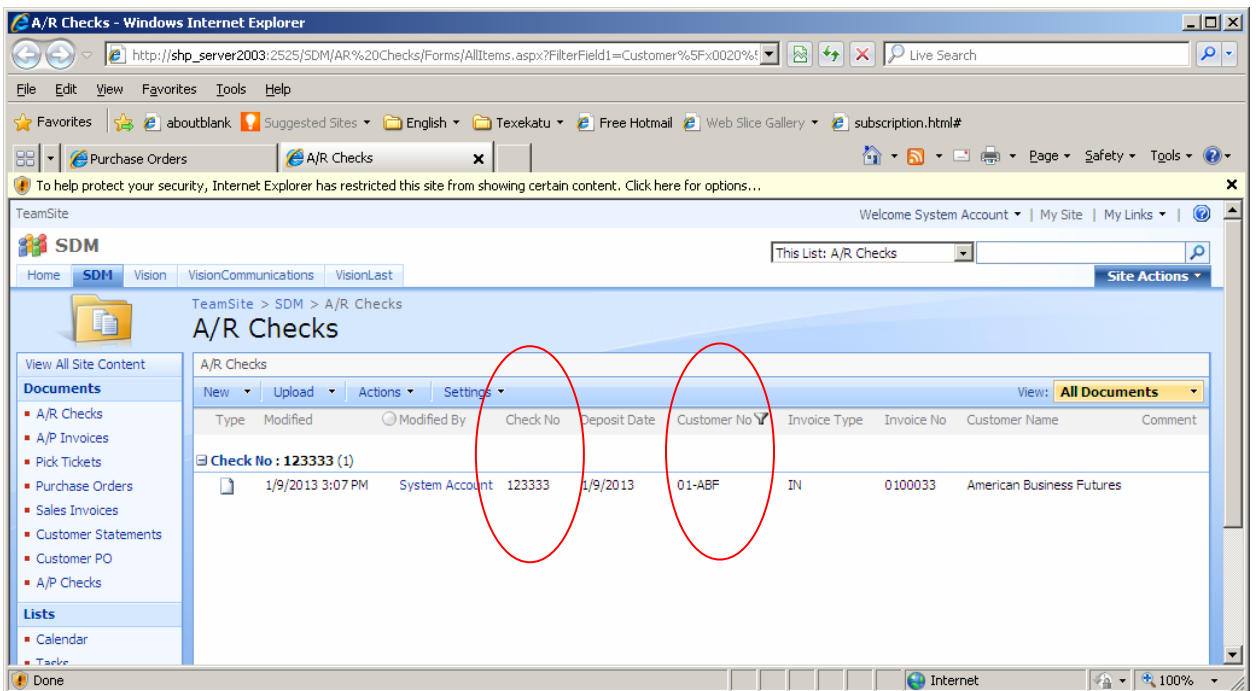 A/R Checks - Windows Internet Explorer
http://shp_server2003:2525/SDM/AR%20Checks/Forms/AllItems.aspx?FilterField1=Customer%5Fx0020% Live Search
File Edit View Favorites Tools Help
Favorites aboutblank Suggested Sites English Texekatu Free Hotmail Web Slice Gallery subscription.html#
Purchase Orders A/R Checks Page Safety Tools
To help protect your security, Internet Explorer has restricted this site from showing certain content. Click here for options...
TeamSite Welcome System Account | My Site | My Links |
SDM This List: A/R Checks
Home SDM Vision VisionCommunications VisionLast Site Actions
TeamSite > SDM > A/R Checks
A/R Checks
View All Site Content A/R Checks
Documents New Upload Actions Settings View: All Documents
A/R Checks Type Modified Modified By Check No Deposit Date Customer No Invoice Type Invoice No Customer Name Comment
A/P Invoices
Pick Tickets Check No : 123333 (1)
Purchase Orders 1/9/2013 3:07 PM System Account 123333 1/9/2013 01-ABF IN 0100033 American Business Futures
Sales Invoices
Customer Statements
Customer PO
A/P Checks
Lists
Calendar
Tasks
Done Internet 100%